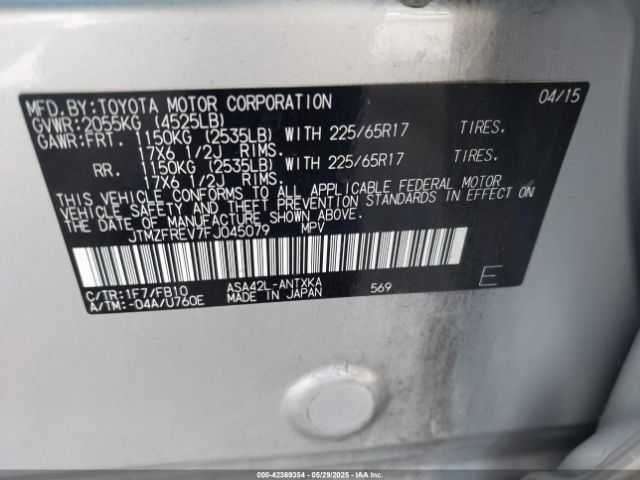 MFD.BY:TOYOTA MOTOR CORPORATION 04/15
GVWR:2055KG (4525LB)
GAWR:FRT. 1150KG (2535LB) WITH 225/65R17 TIRES.
17X6 1/2J RIMS.
RR. 1150KG (2535LB) WITH 225/65R17 TIRES.
17X6 1/2J RIMS.
THIS VEHICLE CONFORMS TO ALL APPLICABLE FEDERAL MOTOR
VEHICLE SAFETY AND THEFT PREVENTION STANDARDS IN EFFECT ON
THE DATE OF MANUFACTURE SHOWN ABOVE.
JTMZFREV7FJ045079 MPV
C/TR:1F7/FB10 ASA42L-ANTXKA 569 E
A/TM:-04A/U760E MADE IN JAPAN
000-42369354 | 05/29/2025 | IAA